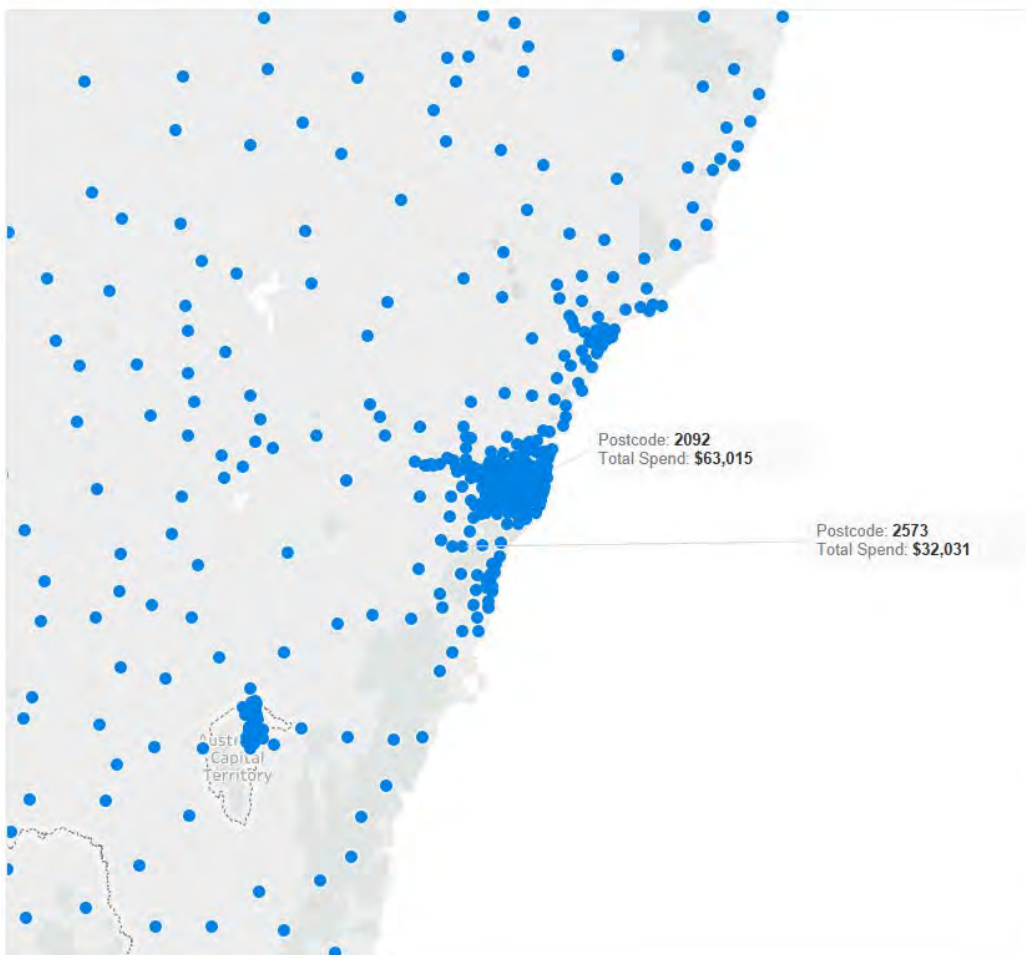 Postcode: 2092
Total Spend: $63,015
Postcode: 2573
Total Spend: $32,031
Capital
Territory